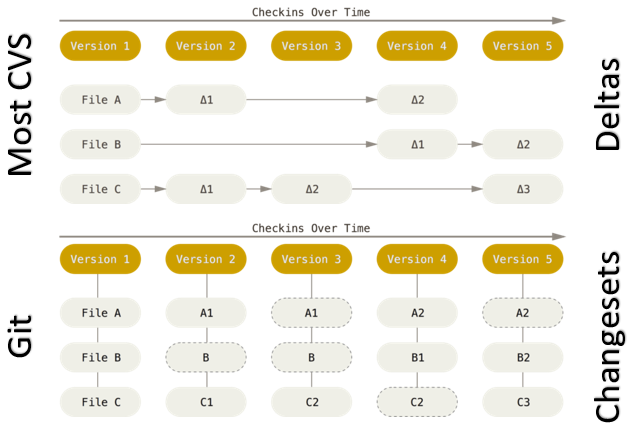 Most CVS
Checkins Over Time
Version 1 Version 2 Version 3 Version 4 Version 5
File A Δ1 Δ2
File B Δ1 Δ2
File C Δ1 Δ2 Δ3
Deltas
Git
Checkins Over Time
Version 1 Version 2 Version 3 Version 4 Version 5
File A A1 A1 A2 A2
File B B B B1 B2
File C C1 C2 C2 C3
Changesets